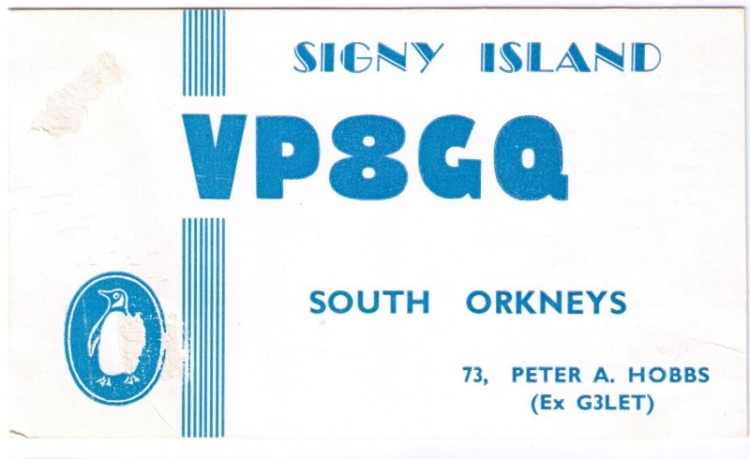 SIGNY ISLAND
VP8GQ
SOUTH ORKNEYS
73, PETER A. HOBBS
(Ex G3LET)